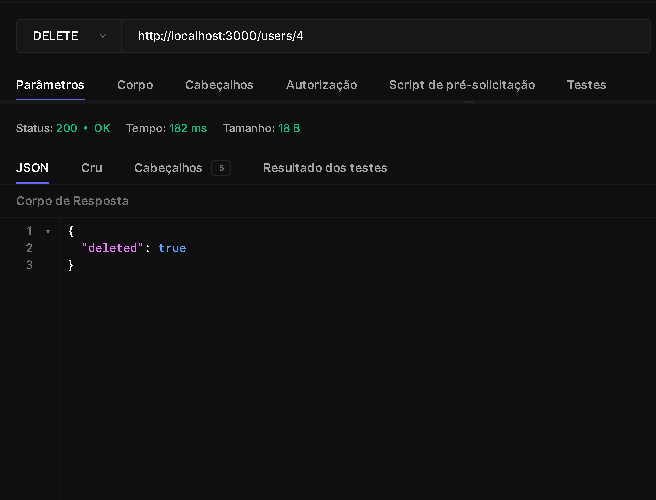 DELETE http://localhost:3000/users/4
Parâmetros Corpo Cabeçalhos Autorização Script de pré-solicitação Testes
Status: 200 • OK Tempo: 182 ms Tamanho: 18 B
JSON Cru Cabeçalhos 5 Resultado dos testes
Corpo de Resposta
1 {
2 "deleted": true
3 }